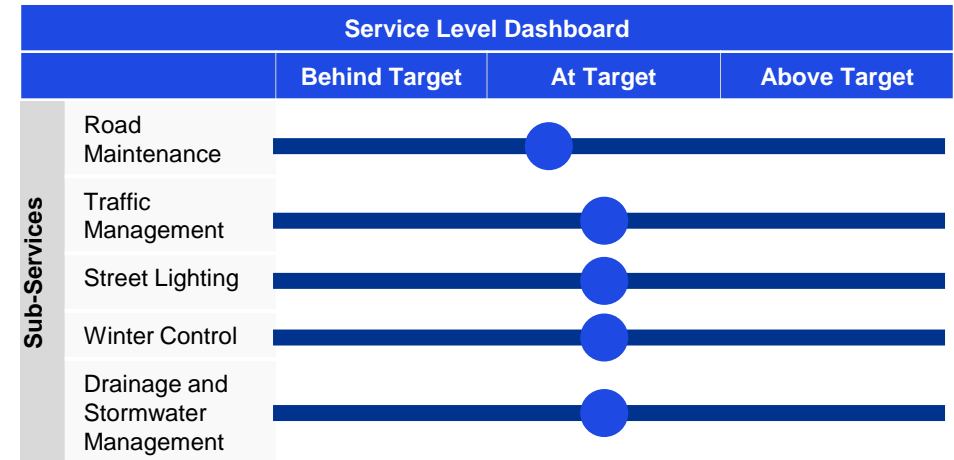 Service Level Dashboard
Behind Target At Target Above Target
Sub-Services
Road
Maintenance
Traffic
Management
Street Lighting
Winter Control
Drainage and
Stormwater
Management